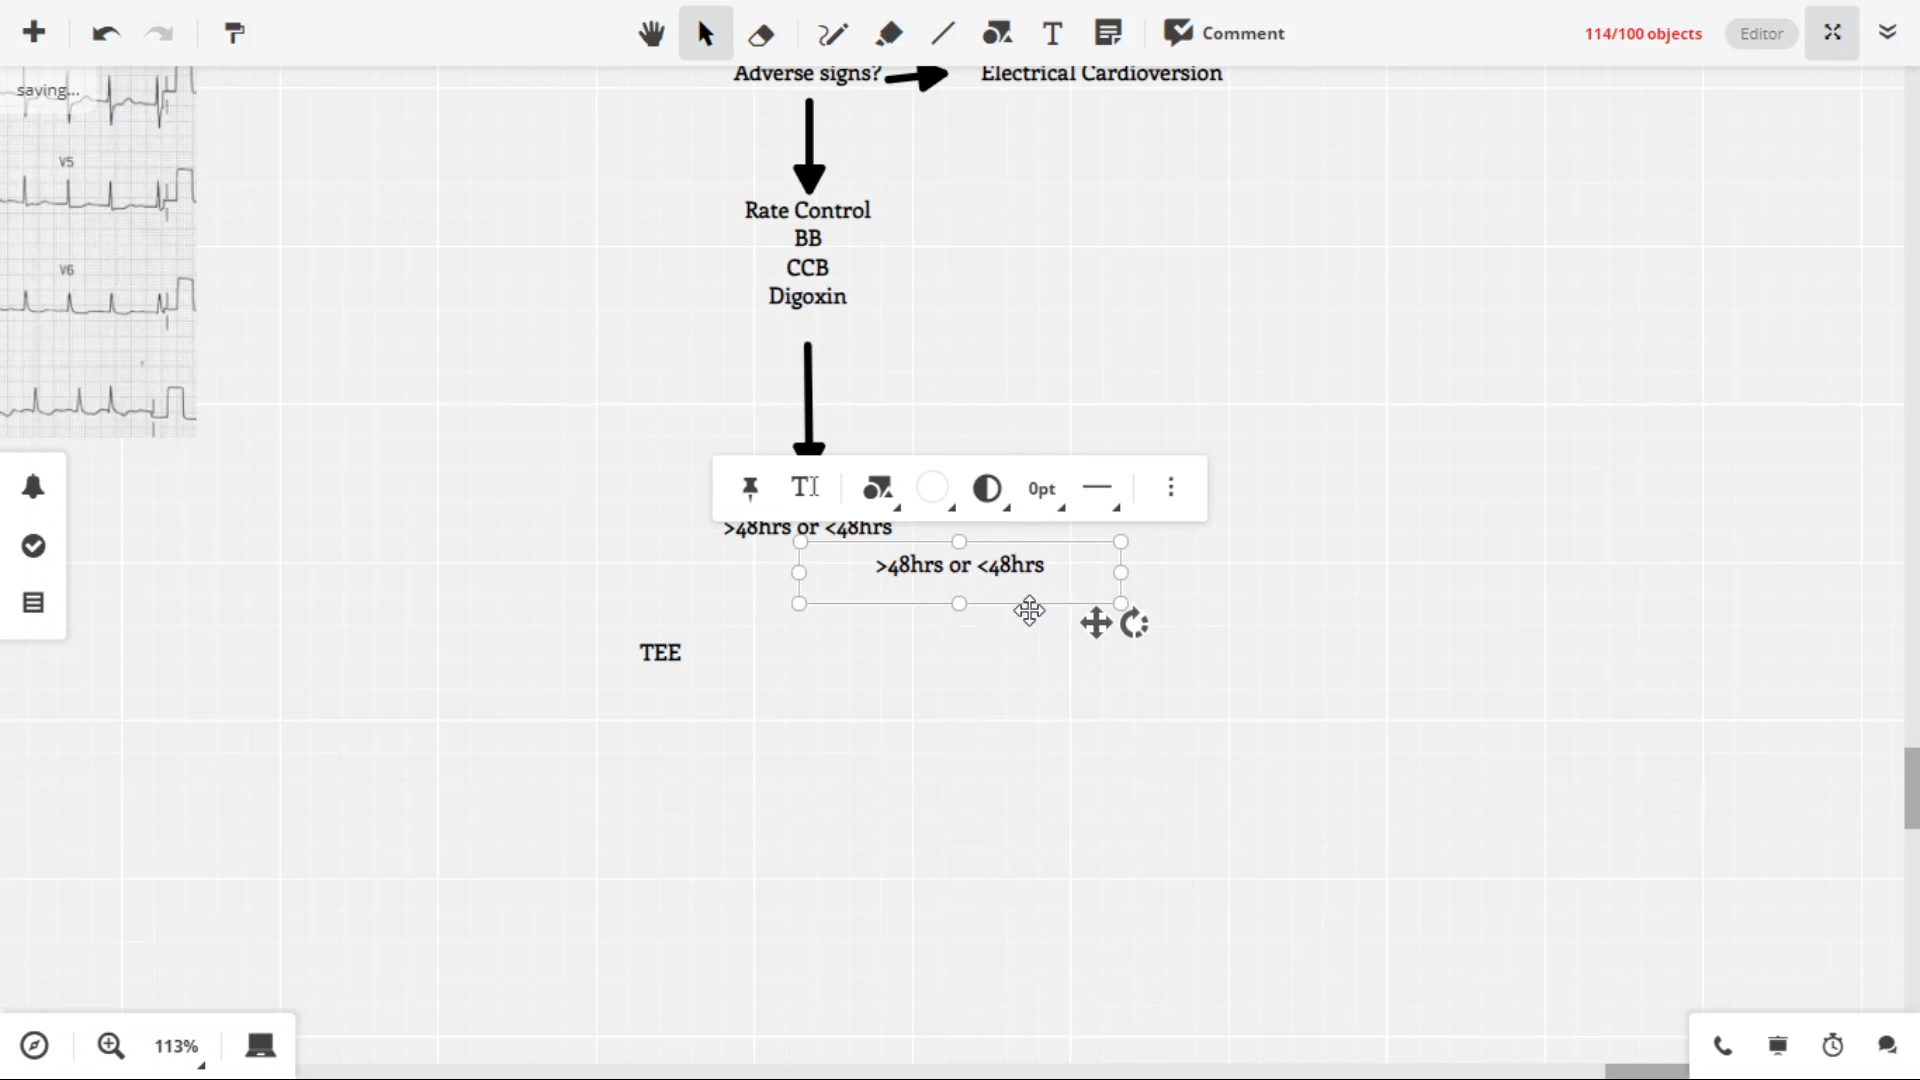 Comment
114/100 objects
Editor
saving...
Adverse signs?
Electrical Cardioversion
V5
Rate Control
BB
CCB
Digoxin
V6
0pt
>48hrs or <48hrs
>48hrs or <48hrs
TEE
113%